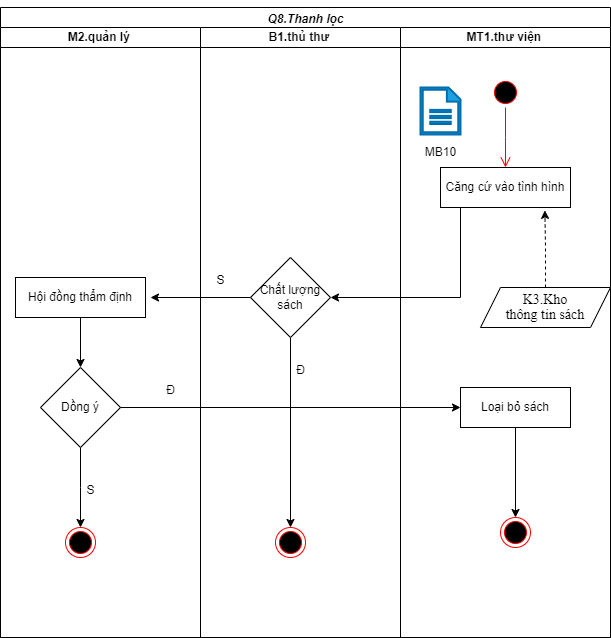 Q8.Thanh lọc
M2.quản lý
B1.thủ thư
MT1.thư viện
MB10
Căng cứ vào tình hình
K3.Kho
thông tin sách
Chất lượng
sách
S
Hội đồng thẩm định
Đ
Dồng ý
Đ
Loại bỏ sách
S